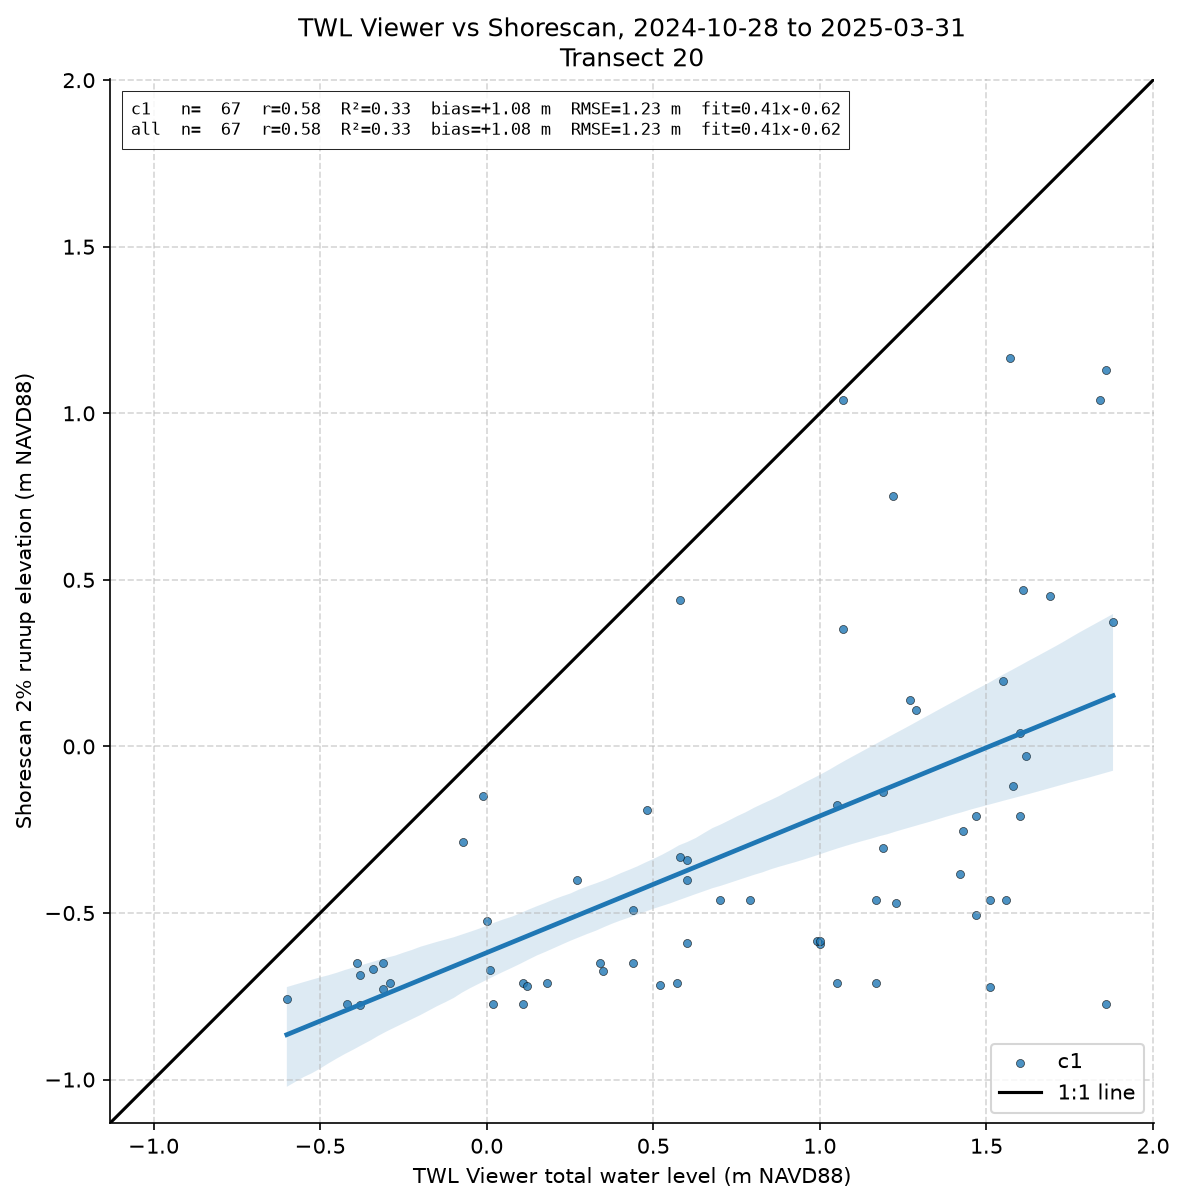 TWL Viewer vs Shorescan, 2024-10-28 to 2025-03-31
Transect 20
c1   n=  67  r=0.58  R²=0.33  bias=+1.08 m  RMSE=1.23 m  fit=0.41x-0.62
all  n=  67  r=0.58  R²=0.33  bias=+1.08 m  RMSE=1.23 m  fit=0.41x-0.62
Shorescan 2% runup elevation (m NAVD88)
2.0
1.5
1.0
0.5
0.0
−0.5
−1.0
c1
1:1 line
−1.0 −0.5 0.0 0.5 1.0 1.5 2.0
TWL Viewer total water level (m NAVD88)